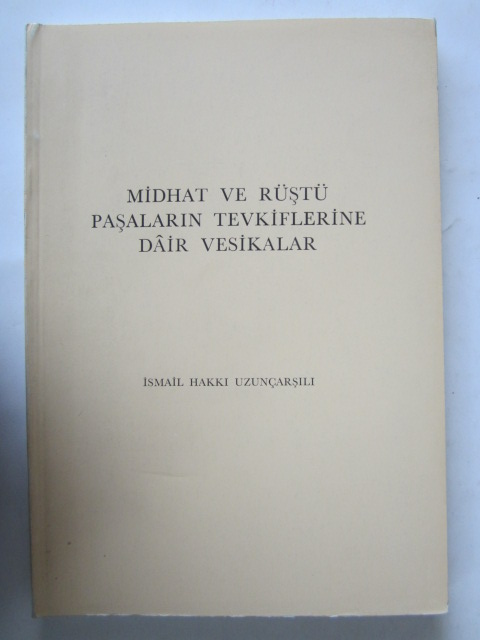 MİDHAT VE RÜŞTÜ
PAŞALARIN TEVKİFLERİNE
DÂİR VESİKALAR
İSMAİL HAKKI UZUNÇARŞILI